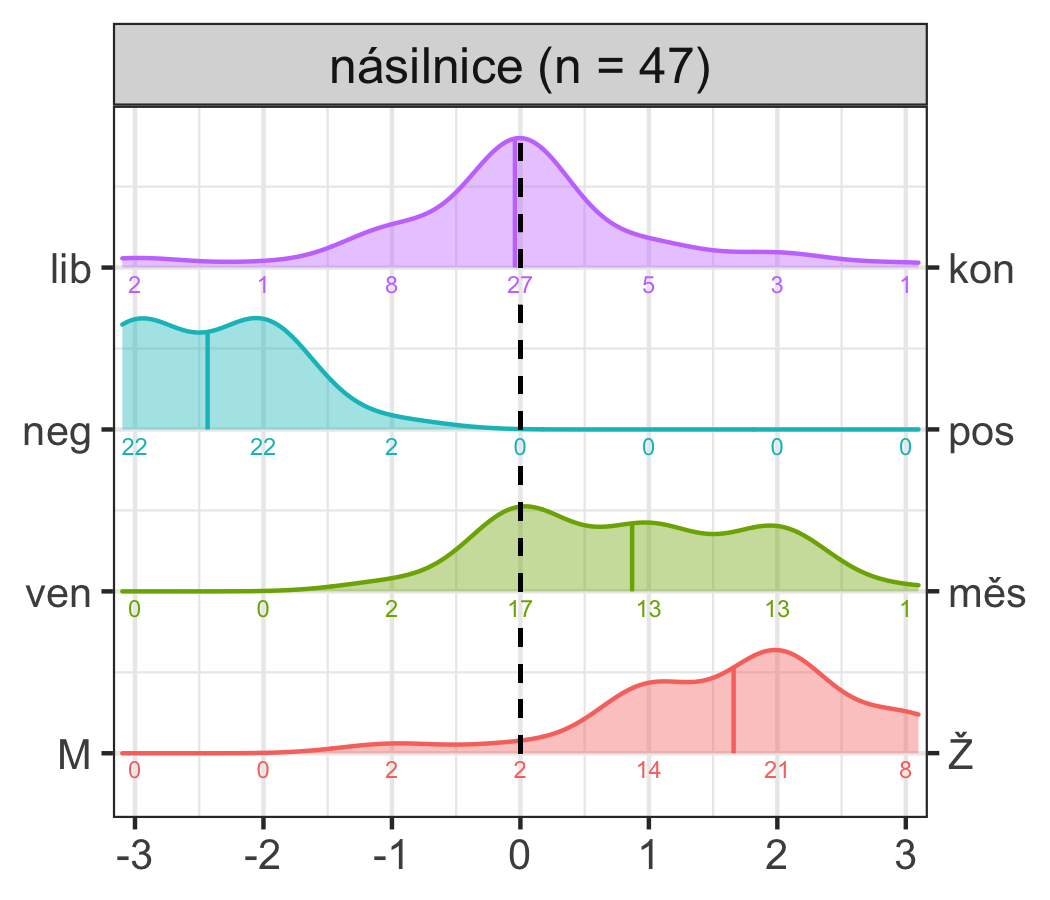 násilnice (n = 47)
lib kon
2 1 8 27 5 3 1
neg pos
22 22 2 0 0 0 0
ven měs
0 0 2 17 13 13 1
M Ž
0 0 2 2 14 21 8
-3 -2 -1 0 1 2 3